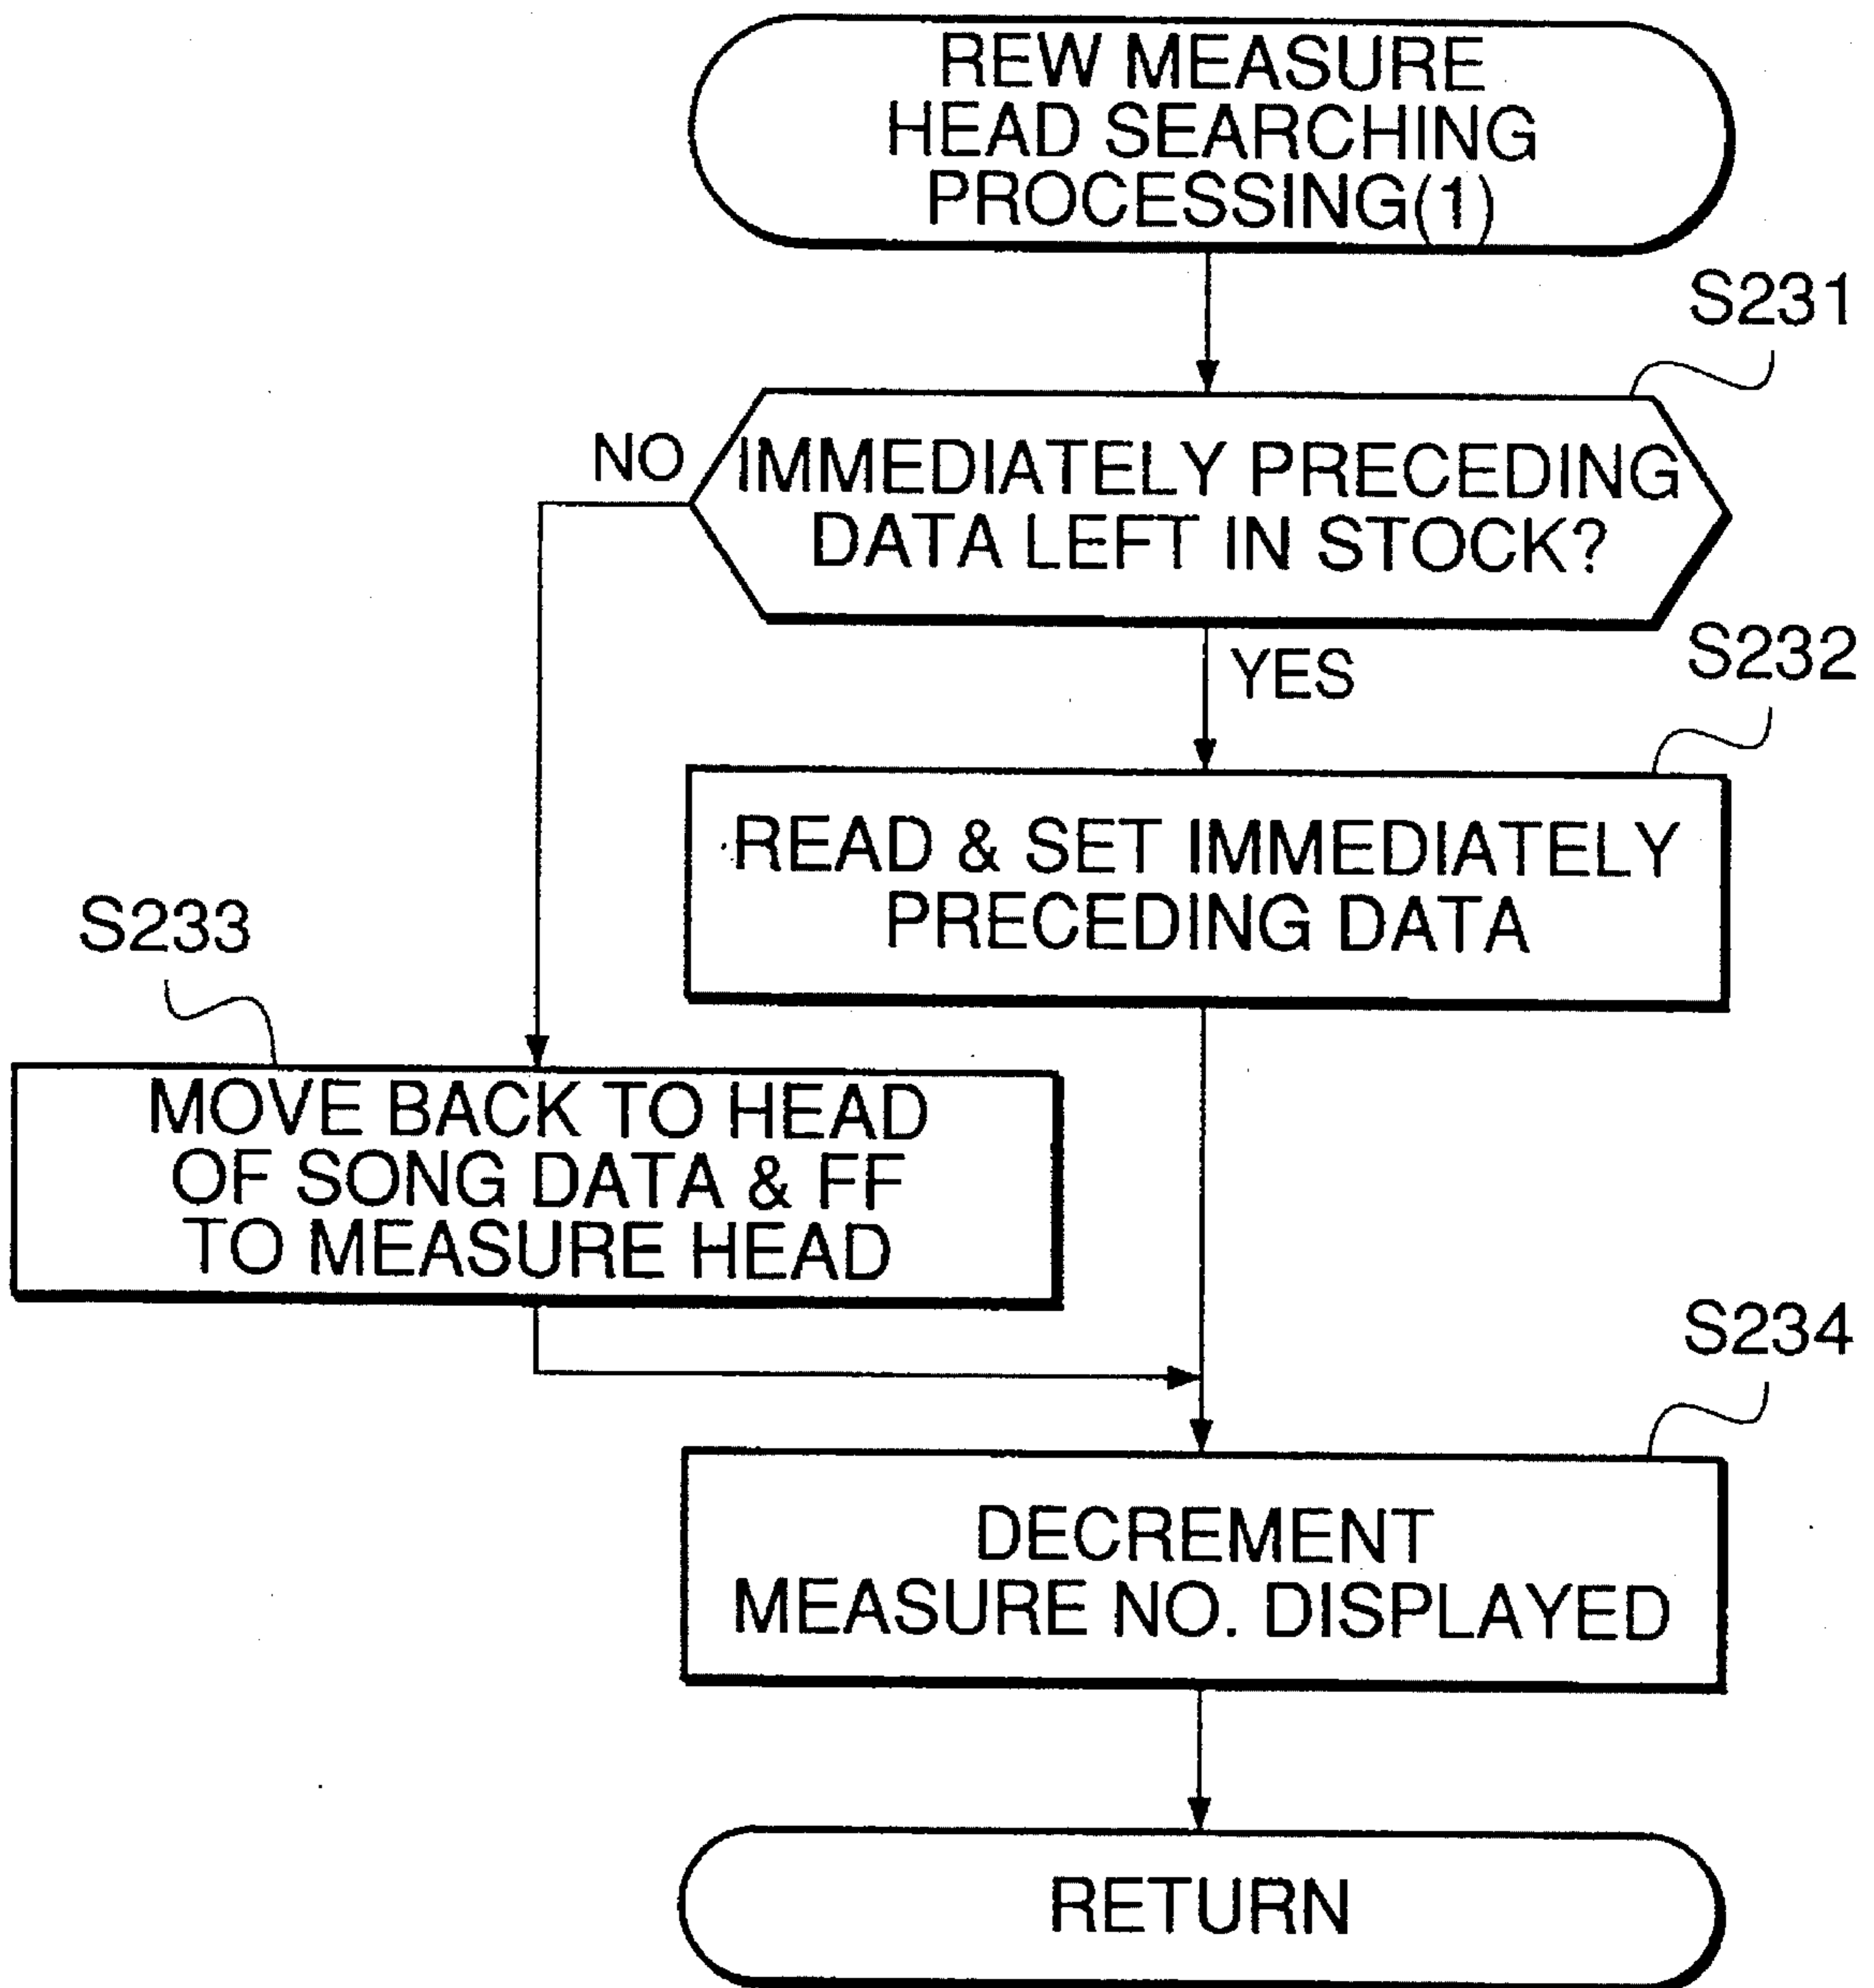 REW MEASURE
HEAD SEARCHING
PROCESSING(1)
S231
NO
IMMEDIATELY PRECEDING
DATA LEFT IN STOCK?
YES
S232
READ & SET IMMEDIATELY
PRECEDING DATA
S233
MOVE BACK TO HEAD
OF SONG DATA & FF
TO MEASURE HEAD
S234
DECREMENT
MEASURE NO. DISPLAYED
RETURN